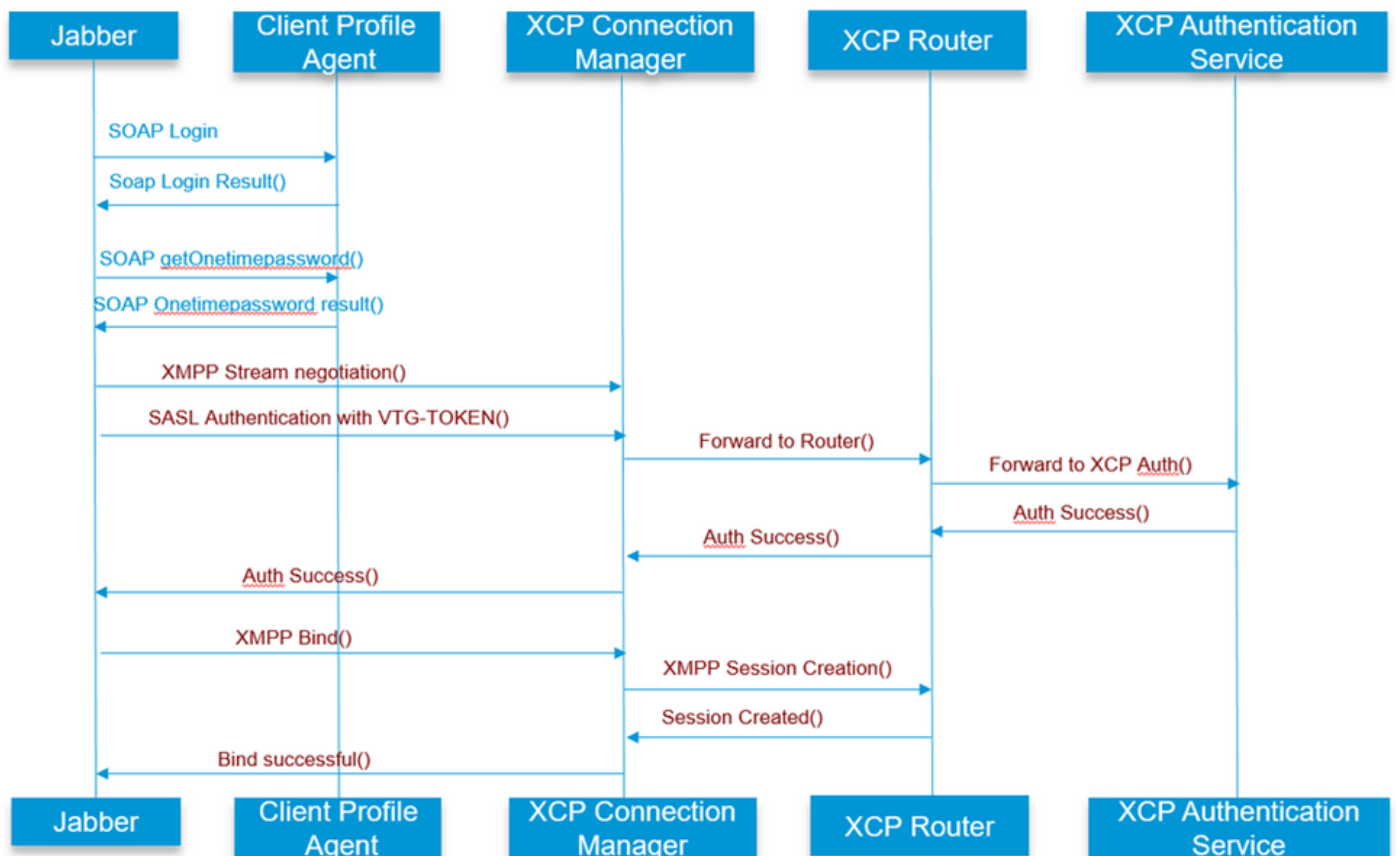 Jabber
Client Profile
Agent
XCP Connection
Manager
XCP Router
XCP Authentication
Service
SOAP Login
Soap Login Result()
SOAP getOnetimepassword()
SOAP Onetimepassword result()
XMPP Stream negotiation()
SASL Authentication with VTG-TOKEN()
Forward to Router()
Forward to XCP Auth()
Auth Success()
Auth Success()
Auth Success()
XMPP Bind()
XMPP Session Creation()
Session Created()
Bind successful()
Jabber
Client Profile
Agent
XCP Connection
Manager
XCP Router
XCP Authentication
Service